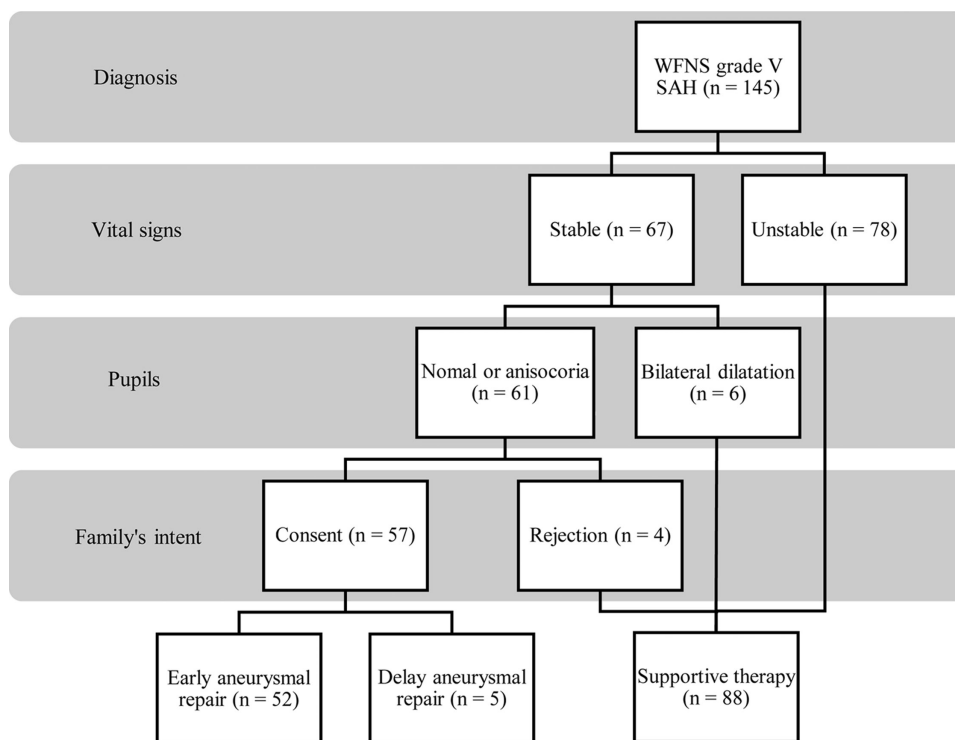 Diagnosis
WFNS grade V
SAH (n = 145)
Vital signs
Stable (n = 67)
Unstable (n = 78)
Pupils
Nomal or anisocoria
(n = 61)
Bilateral dilatation
(n = 6)
Family's intent
Consent (n = 57)
Rejection (n = 4)
Early aneurysmal
repair (n = 52)
Delay aneurysmal
repair (n = 5)
Supportive therapy
(n = 88)